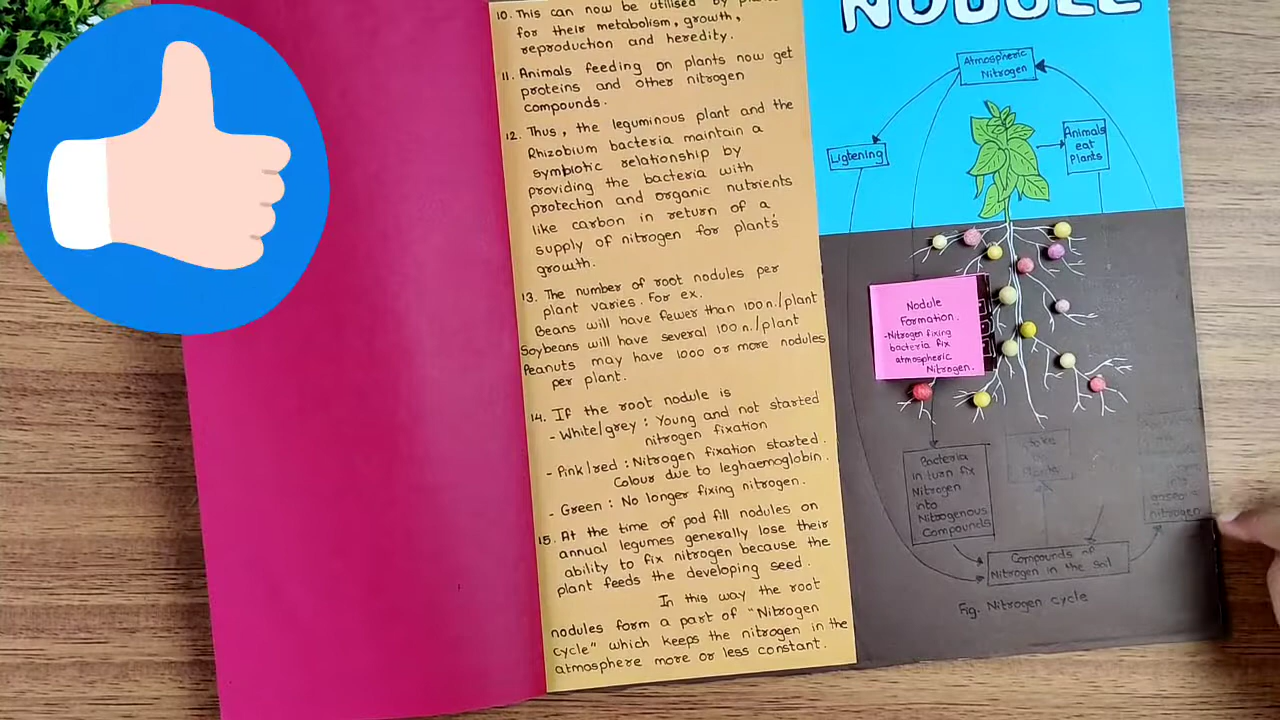 10. This can now be utilised by
for their metabolism, growth,
reproduction and heredity.
11. Animals feeding on plants now get
proteins and other nitrogen
compounds.
12. Thus, the leguminous plant and the
Rhizobium bacteria maintain a
symbiotic relationship by
providing the bacteria with
protection and organic nutrients
like carbon in return of a
supply of nitrogen for plants'
growth.
13. The number of root nodules per
plant varies. For ex.
Beans will have fewer than 100n./plant
Soybeans will have several 100n./plant
Peanuts may have 1000 or more nodules
per plant.
14. If the root nodule is
- White/grey : Young and not started
nitrogen fixation
- Pink/red : Nitrogen fixation started.
Colour due to leghaemoglobin.
- Green : No longer fixing nitrogen.
15. At the time of pod fill nodules on
annual legumes generally lose their
ability to fix nitrogen because the
plant feeds the developing seed.
In this way the root
nodules form a part of "Nitrogen
cycle" which keeps the nitrogen in the
atmosphere more or less constant.
NODULE
Atmospheric
Nitrogen
Lightening
Animals
eat
Plants
Nodule
Formation.
-Nitrogen fixing
bacteria fix
atmospheric
Nitrogen.
Bacteria
in turn fix
Nitrogen
into
Nitrogenous
Compounds
Plants
into
gaseous
nitrogen
Compounds of
Nitrogen in the soil
Fig. Nitrogen cycle